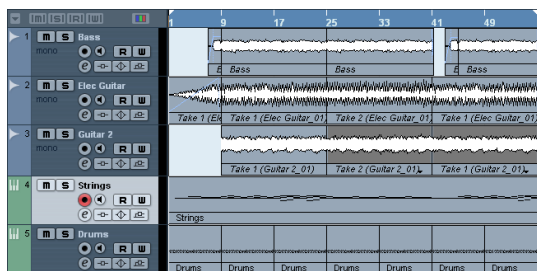 M S R W
1 9 17 25 33 41 49
1 M S Bass
mono R W
e
E Bass Bass E Bass
2 M S Elec Guitar
mono R W
e
Take 1 (Ele Take 1 (Elec Guitar_01) Take 2 (Elec Guitar_01) Take 1 (Elec Guitar_01)
3 M S Guitar 2
mono R W
e
Take 1 (Guitar 2_01) Take 2 (Guitar 2_01) Take 1 (Guitar 2_01)
4 M S Strings
R W
e
Strings
5 M S Drums
R W
e
Drums Drums Drums Drums Drums Drums Drums